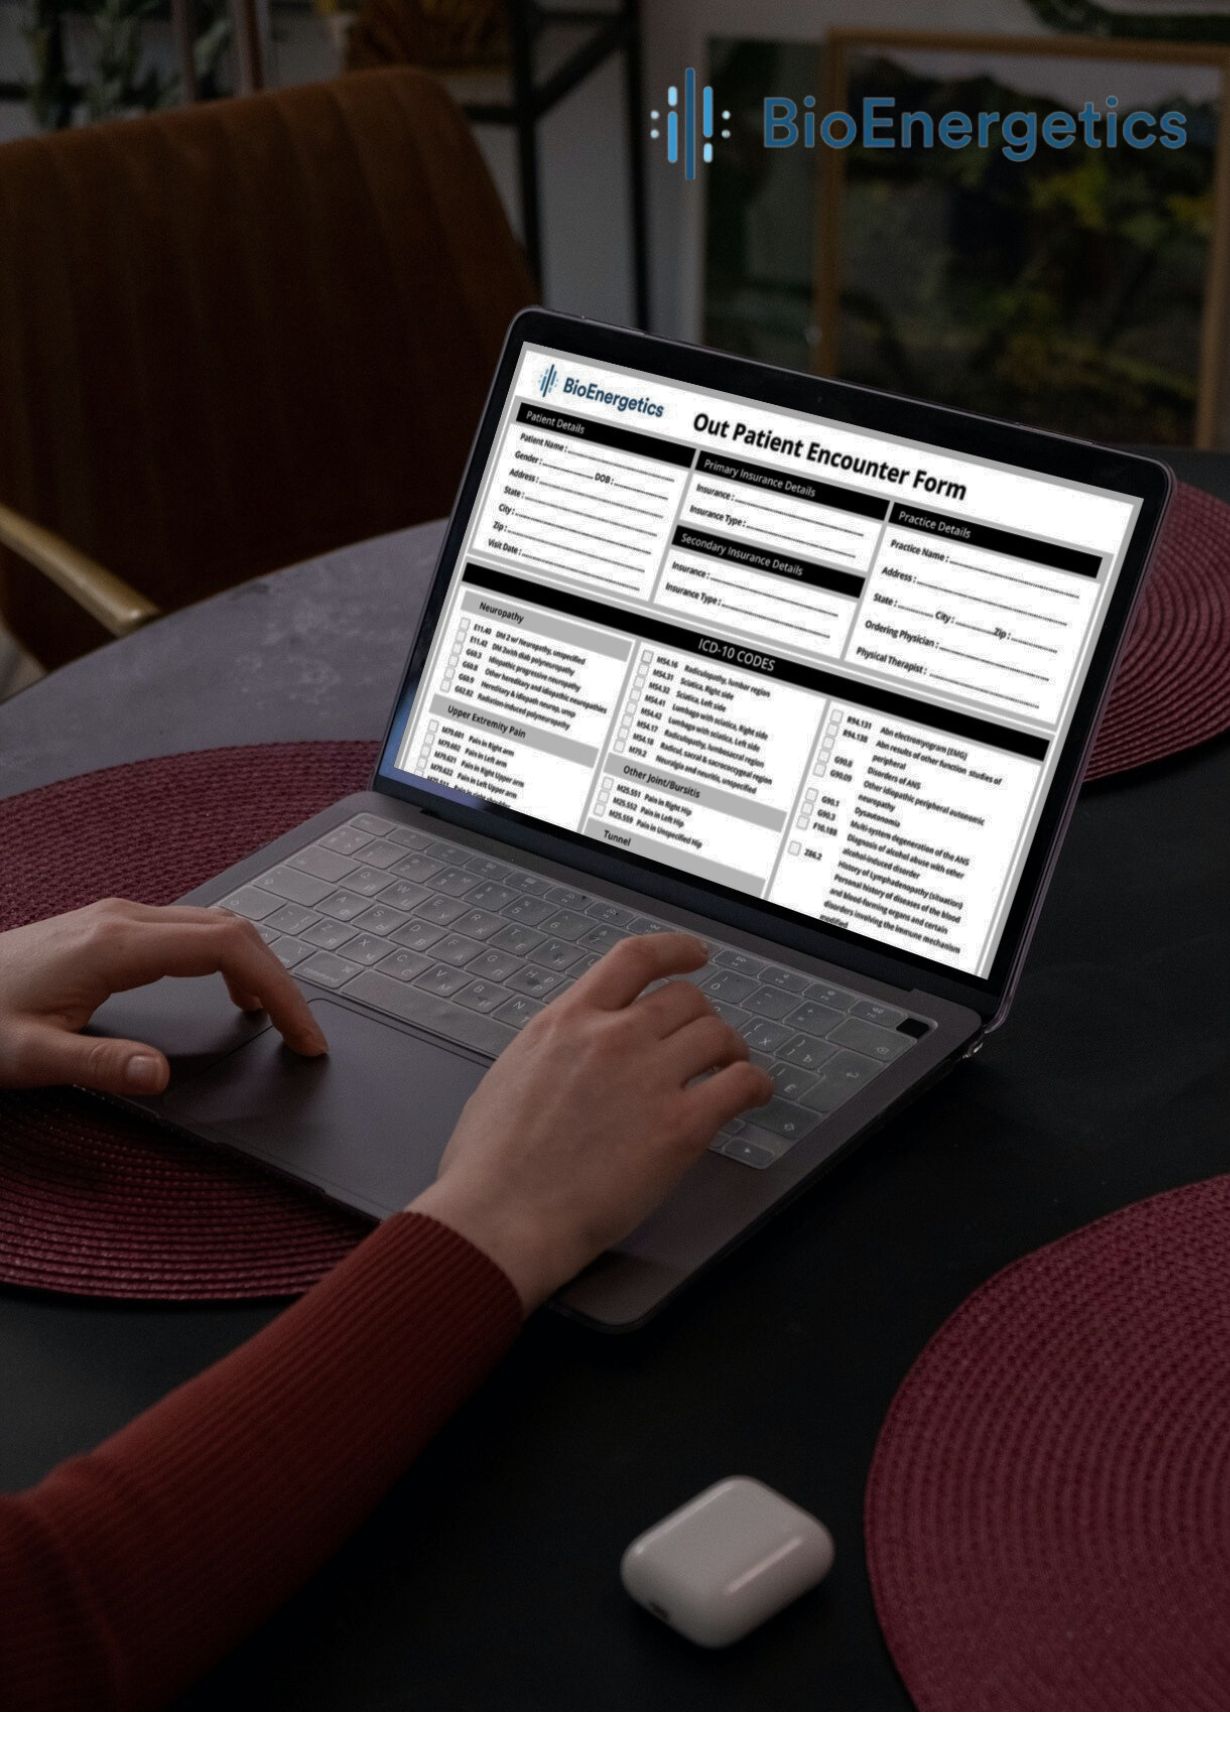 BioEnergetics
BioEnergetics
Out Patient Encounter Form
Patient Details
Patient Name :
Gender : DOB :
Address :
State :
City :
Zip :
Visit Date :
Primary Insurance Details
Insurance :
Insurance Type :
Secondary Insurance Details
Insurance :
Insurance Type :
Practice Details
Practice Name :
Address :
State : City : Zip :
Ordering Physician :
Physical Therapist :
ICD-10 CODES
Neuropathy
E11.40 DM 2 w/ Neuropathy, unspecified
E11.42 DM 2with diab polyneuropathy
G60.3 Idiopathic progressive neuropathy
G60.8 Other hereditary and idiopathic neuropathies
G60.9 Hereditary & idiopath neurop, unsp
G62.82 Radiation-induced polyneuropathy
Upper Extremity Pain
M79.601 Pain in Right arm
M79.602 Pain in Left arm
M79.621 Pain in Right Upper arm
M79.622 Pain in Left Upper arm
M54.16 Radiculopathy, lumbar region
M54.31 Sciatica, Right side
M54.32 Sciatica, Left side
M54.41 Lumbago with sciatica, Right side
M54.42 Lumbago with sciatica, Left side
M54.17 Radiculopathy, lumbosacral region
M54.18 Radicul, sacral & sacrococcygeal region
M79.2 Neuralgia and neuritis, unspecified
Other Joint/Bursitis
M25.551 Pain in Right Hip
M25.552 Pain in Left Hip
M25.559 Pain in Unspecified Hip
Tunnel
R94.131 Abn electromyogram (EMG)
R94.138 Abn results of other function studies of
peripheral
G90.8 Disorders of ANS
G90.09 Other idiopathic peripheral autonomic
neuropathy
G90.1 Dysautonomia
G90.3 Multi-system degeneration of the ANS
F10.188 Diagnosis of alcohol abuse with other
alcohol-induced disorder
Z86.2 History of Lymphadenopathy (situation)
Personal history of diseases of the blood
and blood-forming organs and certain
disorders involving the immune mechanism
modified